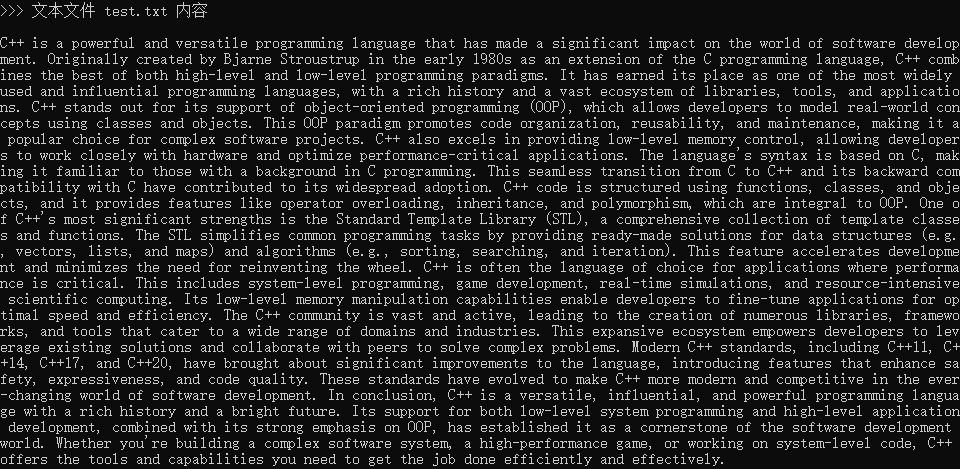 >>> 文本文件 test.txt 内容
C++ is a powerful and versatile programming language that has made a significant impact on the world of software develop
ment. Originally created by Bjarne Stroustrup in the early 1980s as an extension of the C programming language, C++ comb
ines the best of both high-level and low-level programming paradigms. It has earned its place as one of the most widely
used and influential programming languages, with a rich history and a vast ecosystem of libraries, tools, and applicatio
ns. C++ stands out for its support of object-oriented programming (OOP), which allows developers to model real-world con
cepts using classes and objects. This OOP paradigm promotes code organization, reusability, and maintenance, making it a
popular choice for complex software projects. C++ also excels in providing low-level memory control, allowing developer
s to work closely with hardware and optimize performance-critical applications. The language's syntax is based on C, mak
ing it familiar to those with a background in C programming. This seamless transition from C to C++ and its backward com
patibility with C have contributed to its widespread adoption. C++ code is structured using functions, classes, and obje
cts, and it provides features like operator overloading, inheritance, and polymorphism, which are integral to OOP. One o
f C++'s most significant strengths is the Standard Template Library (STL), a comprehensive collection of template classe
s and functions. The STL simplifies common programming tasks by providing ready-made solutions for data structures (e.g.
, vectors, lists, and maps) and algorithms (e.g., sorting, searching, and iteration). This feature accelerates developme
nt and minimizes the need for reinventing the wheel. C++ is often the language of choice for applications where performa
nce is critical. This includes system-level programming, game development, real-time simulations, and resource-intensive
scientific computing. Its low-level memory manipulation capabilities enable developers to fine-tune applications for op
timal speed and efficiency. The C++ community is vast and active, leading to the creation of numerous libraries, framewo
rks, and tools that cater to a wide range of domains and industries. This expansive ecosystem empowers developers to lev
erage existing solutions and collaborate with peers to solve complex problems. Modern C++ standards, including C++11, C+
+14, C++17, and C++20, have brought about significant improvements to the language, introducing features that enhance sa
fety, expressiveness, and code quality. These standards have evolved to make C++ more modern and competitive in the ever
-changing world of software development. In conclusion, C++ is a versatile, influential, and powerful programming langua
ge with a rich history and a bright future. Its support for both low-level system programming and high-level application
development, combined with its strong emphasis on OOP, has established it as a cornerstone of the software development
world. Whether you're building a complex software system, a high-performance game, or working on system-level code, C++
offers the tools and capabilities you need to get the job done efficiently and effectively.